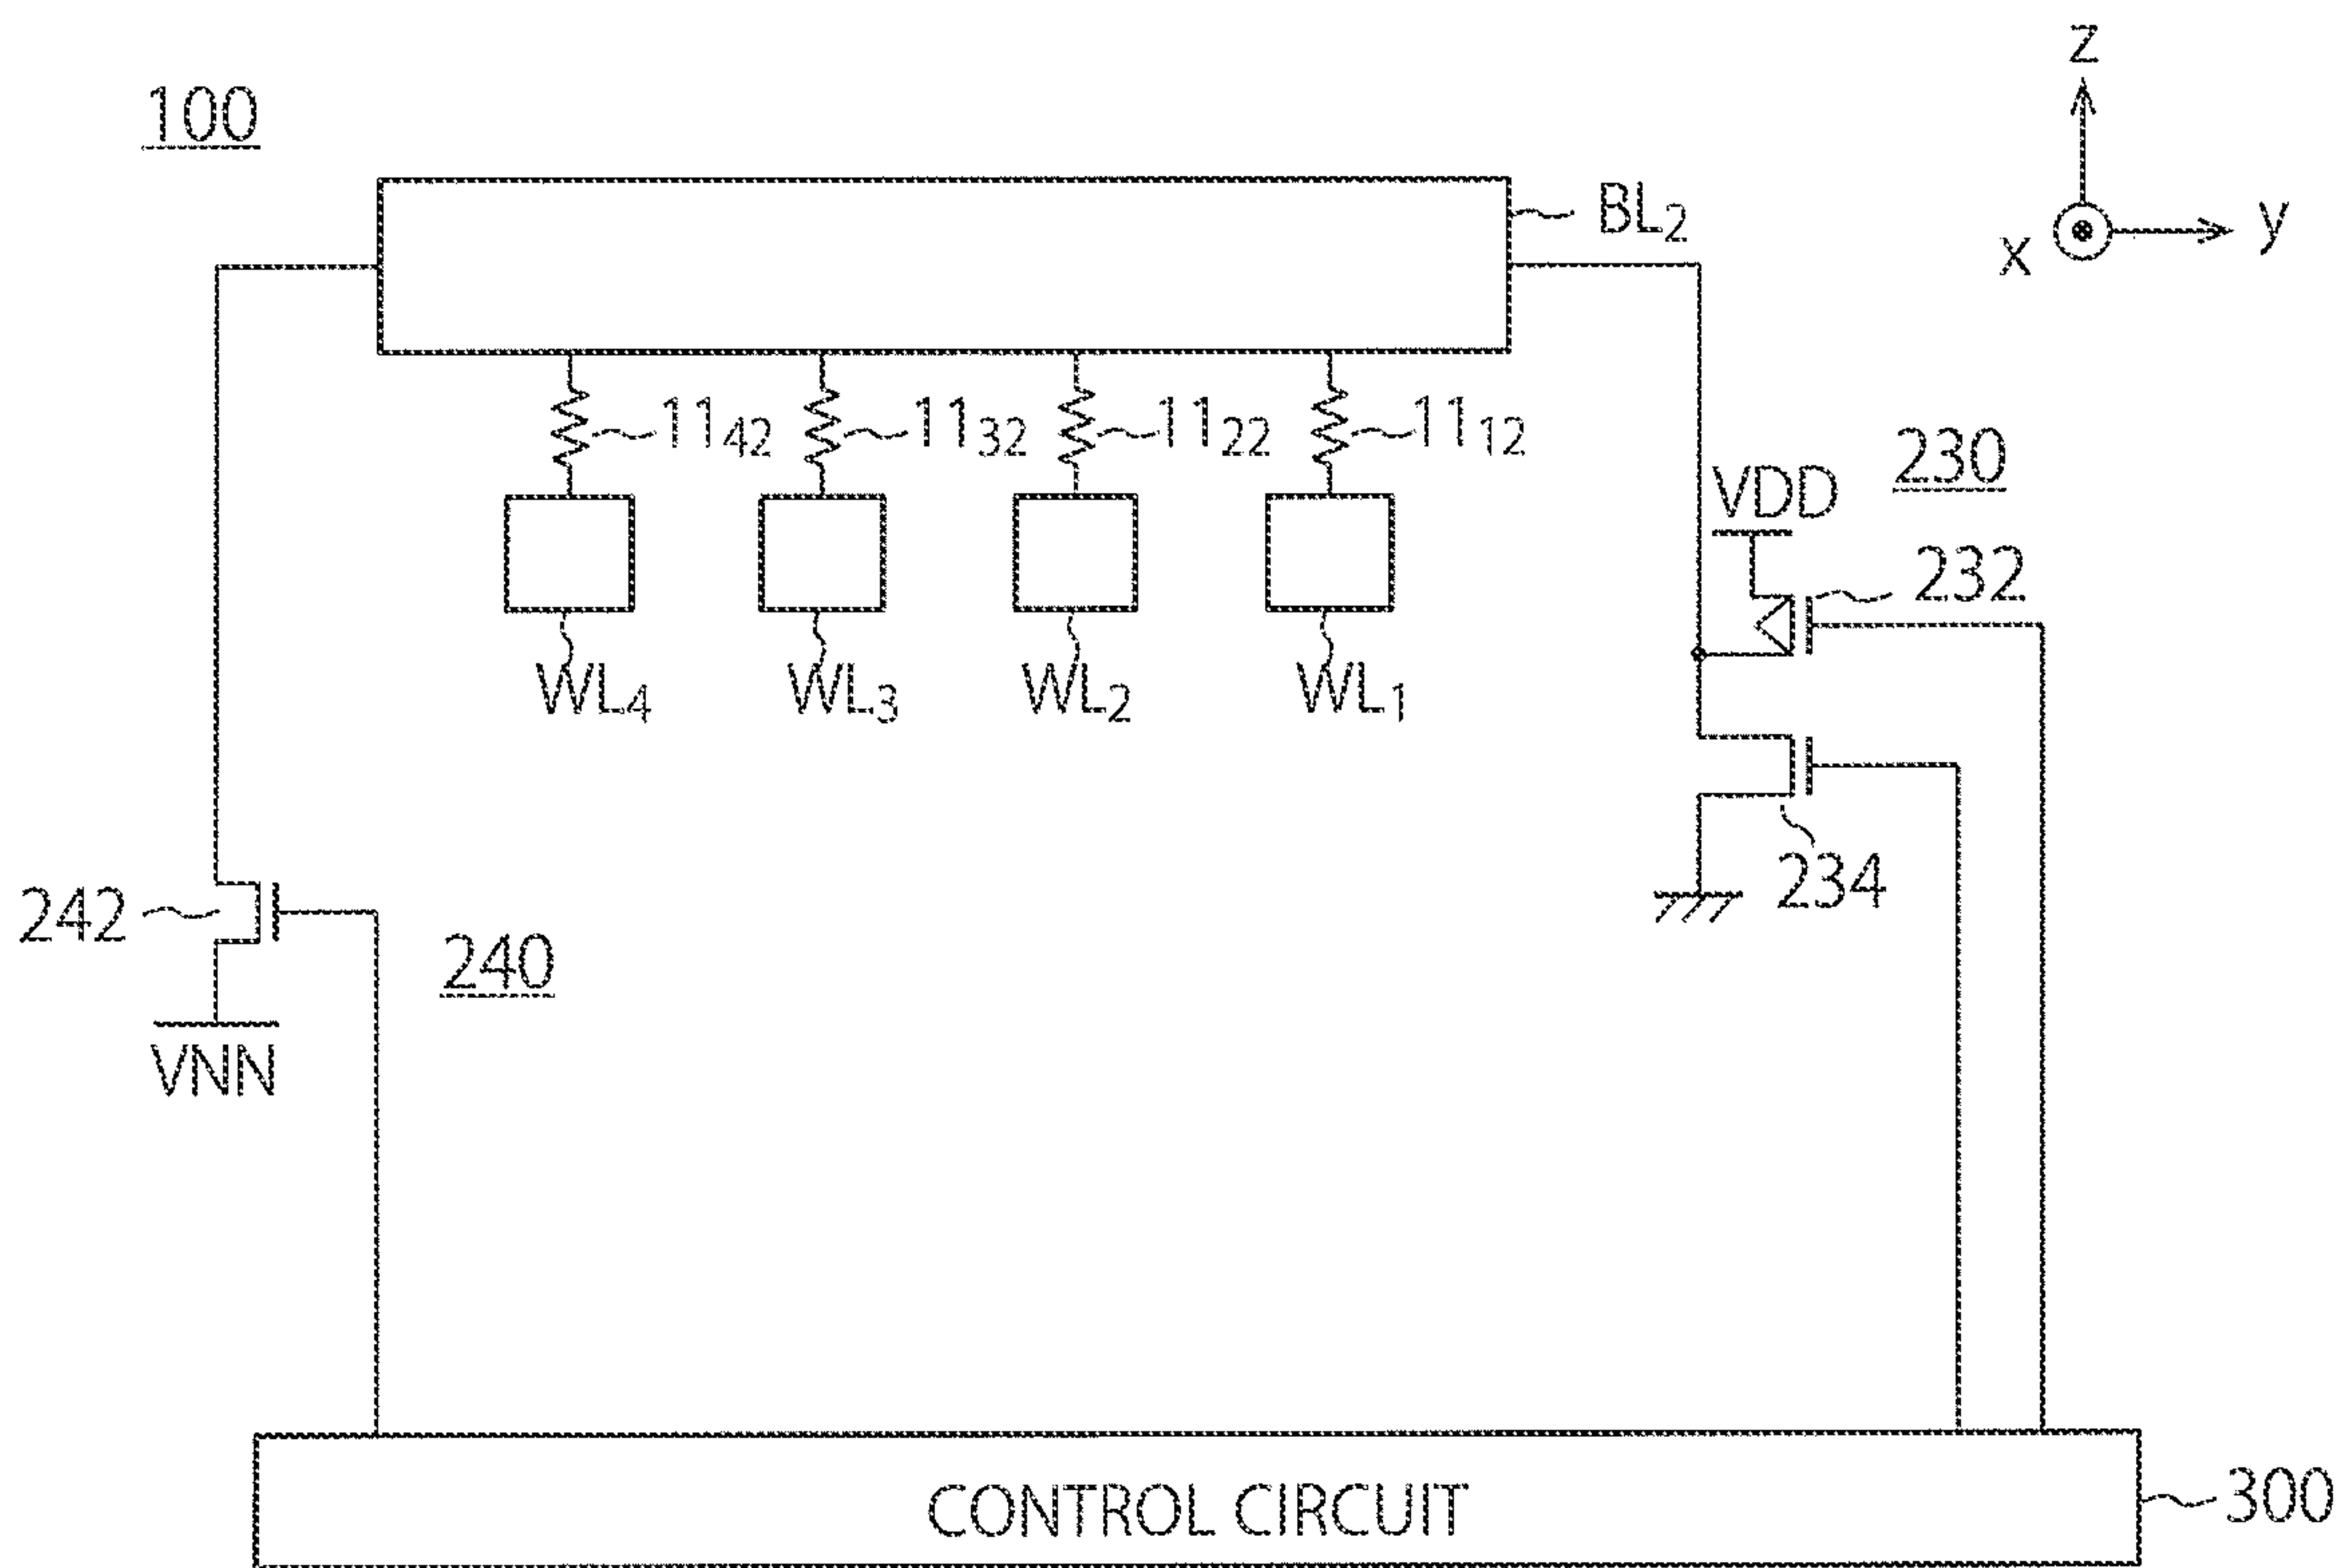 z
100
BL2
x
y
1142
1132
1122
1112
230
VDD
232
WL4
WL3
WL2
WL1
234
242
240
VNN
CONTROL CIRCUIT
300